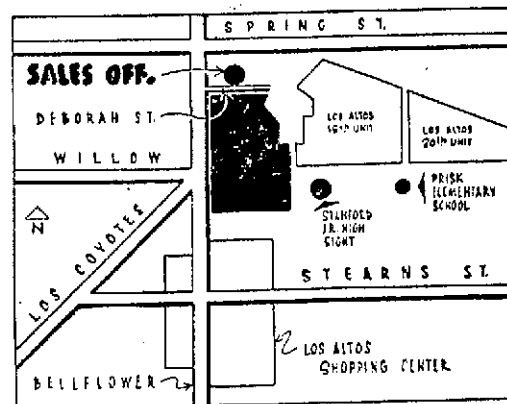 SPRING ST.
SALES OFF.
DEBORAH ST.
WILLOW
LOS ALTOS
19th UNIT
LOS ALTOS
20th UNIT
PRISK
ELEMENTARY
SCHOOL
STANFORD
JR. HIGH
SIGHT
N
LOS COYOTES
STEARNS ST.
LOS ALTOS
SHOPPING CENTER
BELLFLOWER